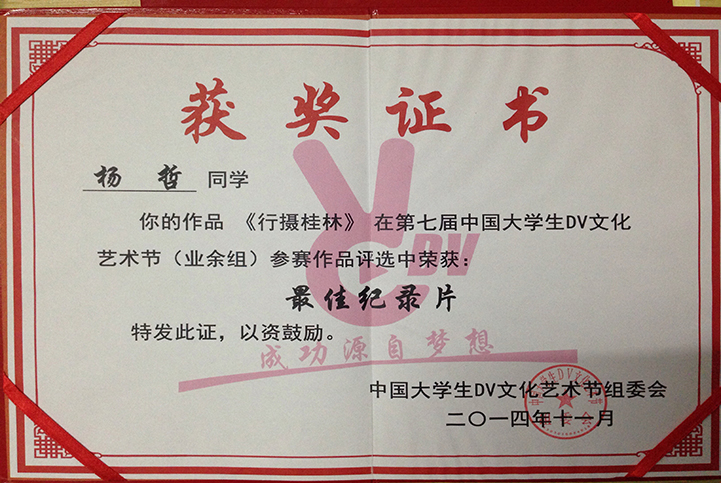 获奖证书
杨哲 同学
你的作品《行摄桂林》在第七届中国大学生DV文化
艺术节（业余组）参赛作品评选中荣获：
最佳纪录片
特发此证，以资鼓励。
DV
成功源自梦想
中国大学生DV文化艺术节组委会
二〇一四年十一月